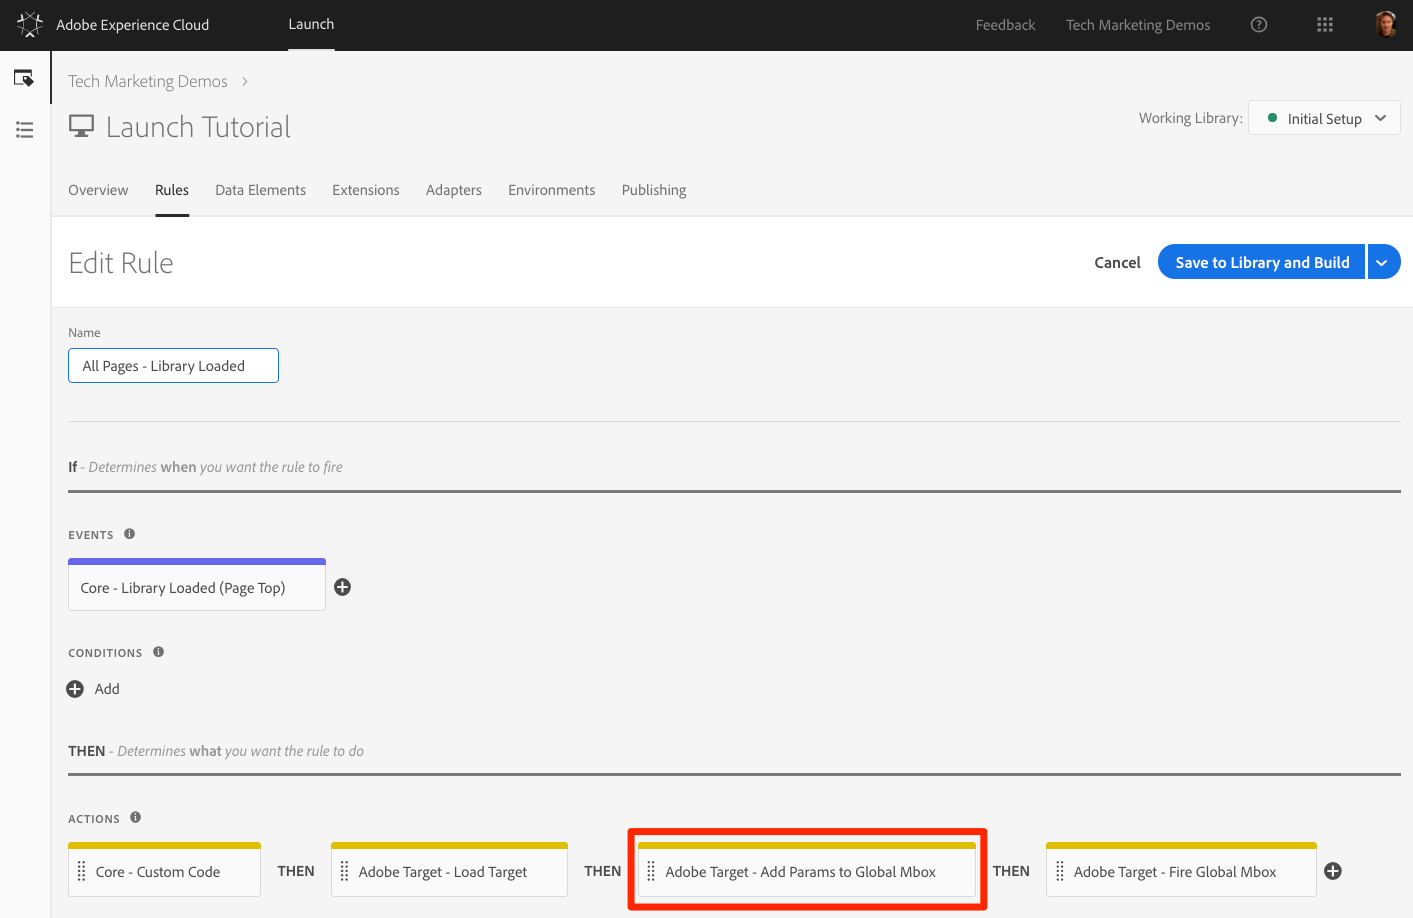 Adobe Experience Cloud Launch Feedback Tech Marketing Demos
Tech Marketing Demos
Launch Tutorial
Working Library: Initial Setup
Overview Rules Data Elements Extensions Adapters Environments Publishing
Edit Rule
Cancel Save to Library and Build
Name
All Pages - Library Loaded
If - Determines when you want the rule to fire
EVENTS
Core - Library Loaded (Page Top)
CONDITIONS
Add
THEN - Determines what you want the rule to do
ACTIONS
Core - Custom Code THEN Adobe Target - Load Target THEN Adobe Target - Add Params to Global Mbox THEN Adobe Target - Fire Global Mbox